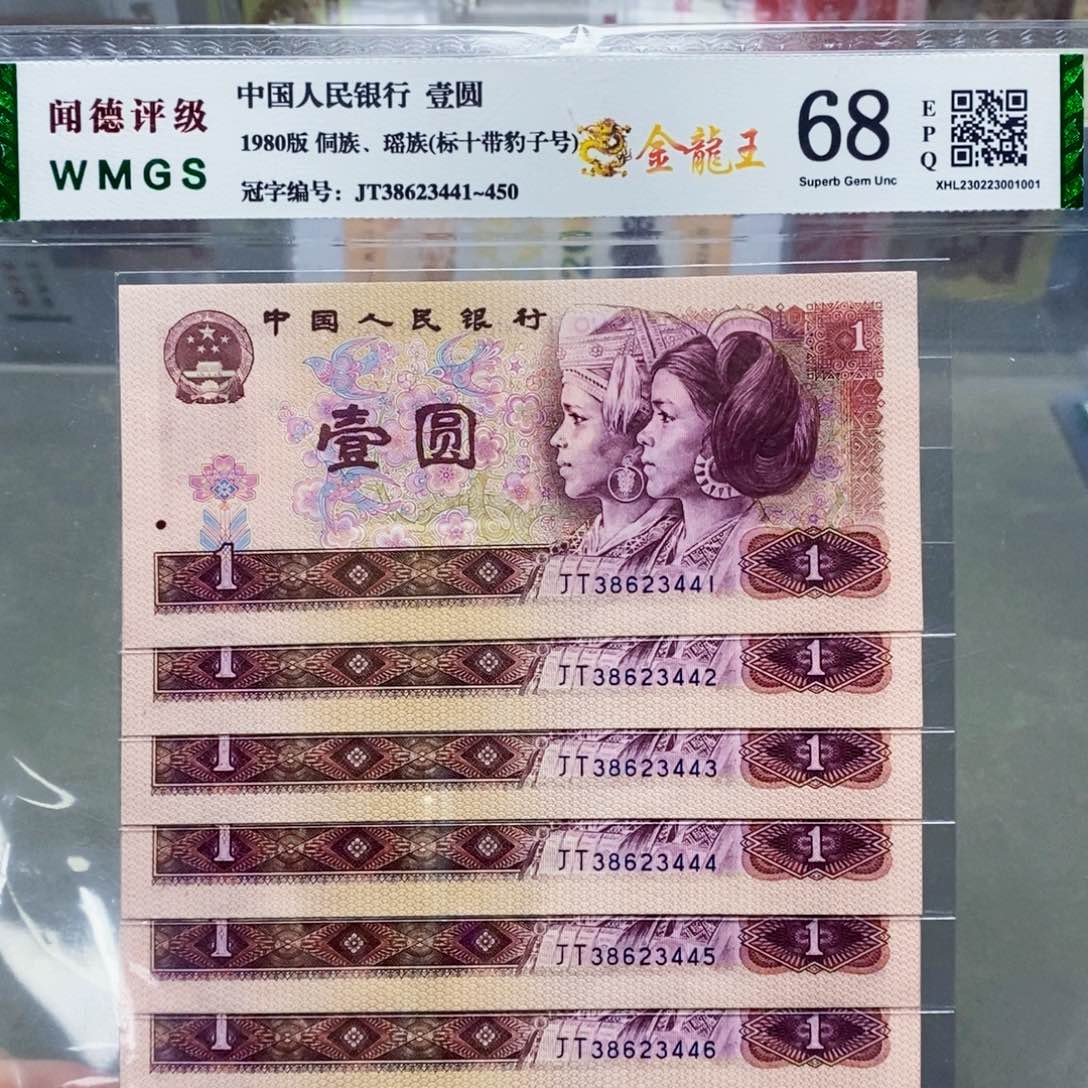 闻德评级
WMGS
中国人民银行 壹圆
1980版 侗族、瑶族(标十带豹子号)
冠字编号：JT38623441~450
金龍王
68
Superb Gem Unc
EPQ
XHL230223001001
中国人民银行
1
壹圆
1
JT38623441
1
1
JT38623442
1
1
JT38623443
1
1
JT38623444
1
1
JT38623445
1
1
JT38623446
1